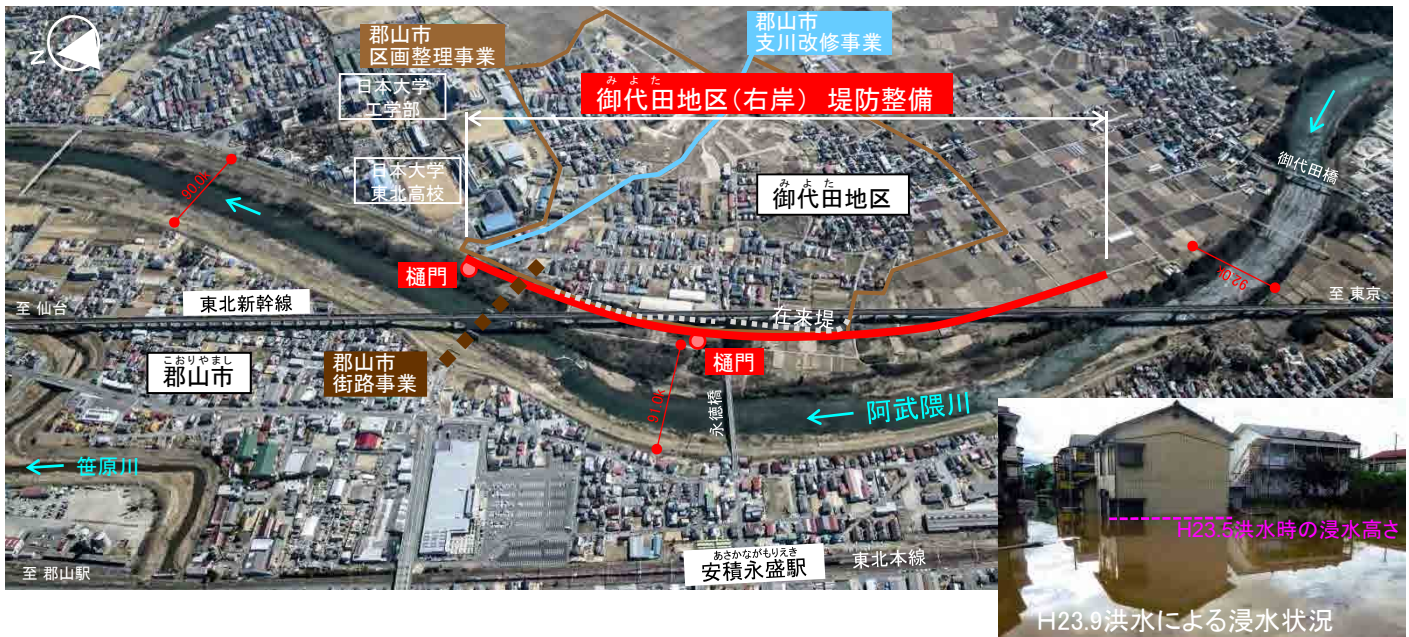 N
郡山市
区画整理事業
郡山市
支川改修事業
日本大学
工学部
みよた
御代田地区(右岸) 堤防整備
日本大学
東北高校
みよた
御代田地区
御代田橋
90.0k
92.0k
樋門
至 仙台
東北新幹線
在来堤
至 東京
こおりやまし
郡山市
郡山市
街路事業
樋門
91.0k
永徳橋
阿武隈川
笹原川
至 郡山駅
あさかながもりえき
安積永盛駅
東北本線
H23.5洪水時の浸水高さ
H23.9洪水による浸水状況